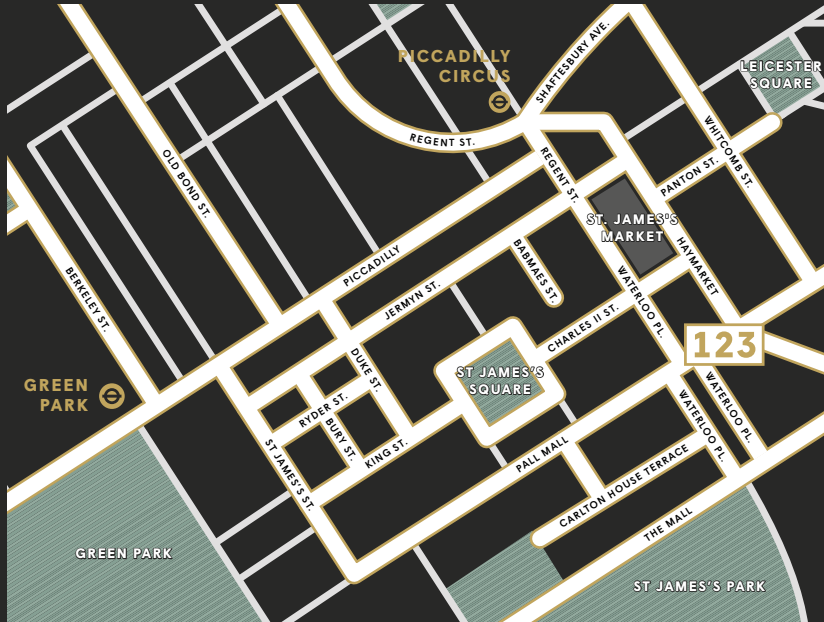 PICCADILLY
CIRCUS
SHAFTESBURY AVE.
LEICESTER
SQUARE
REGENT ST.
WHITCOMB ST.
OLD BOND ST.
REGENT ST.
PANTON ST.
ST. JAMES'S
MARKET
PICCADILLY
BABMAES ST.
HAYMARKET
BERKELEY ST.
JERMYN ST.
WATERLOO PL.
CHARLES II ST.
123
DUKE ST.
ST JAMES'S
SQUARE
GREEN
PARK
RYDER ST.
BURY ST.
WATERLOO PL.
WATERLOO PL.
ST JAMES'S ST.
KING ST.
PALL MALL
CARLTON HOUSE TERRACE
THE MALL
GREEN PARK
ST JAMES'S PARK